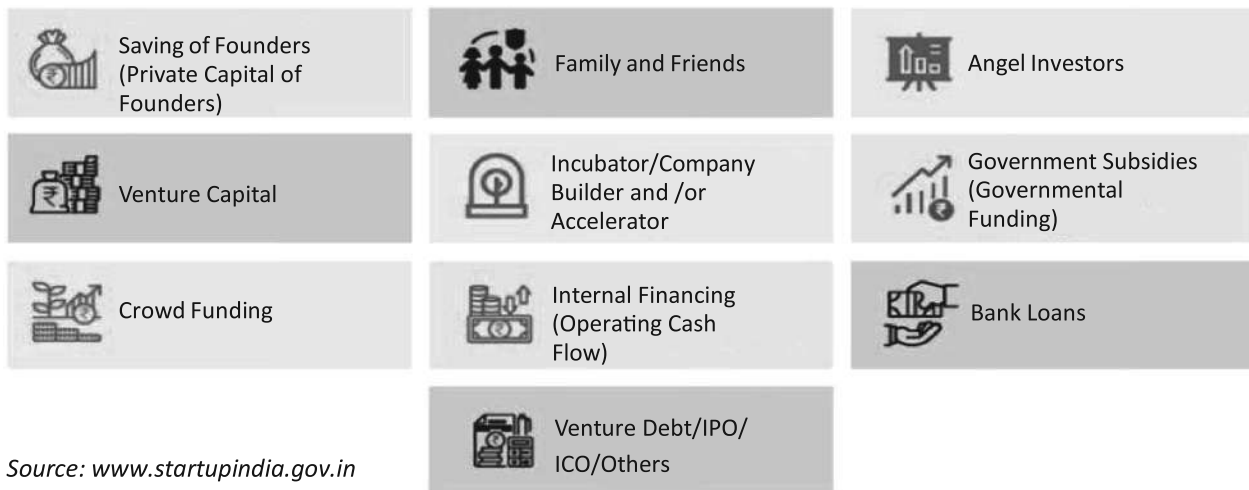 Saving of Founders
(Private Capital of
Founders)
Family and Friends
Angel Investors
Venture Capital
Incubator/Company
Builder and /or
Accelerator
Government Subsidies
(Governmental
Funding)
Crowd Funding
Internal Financing
(Operating Cash
Flow)
Bank Loans
Venture Debt/IPO/
ICO/Others
Source: www.startupindia.gov.in